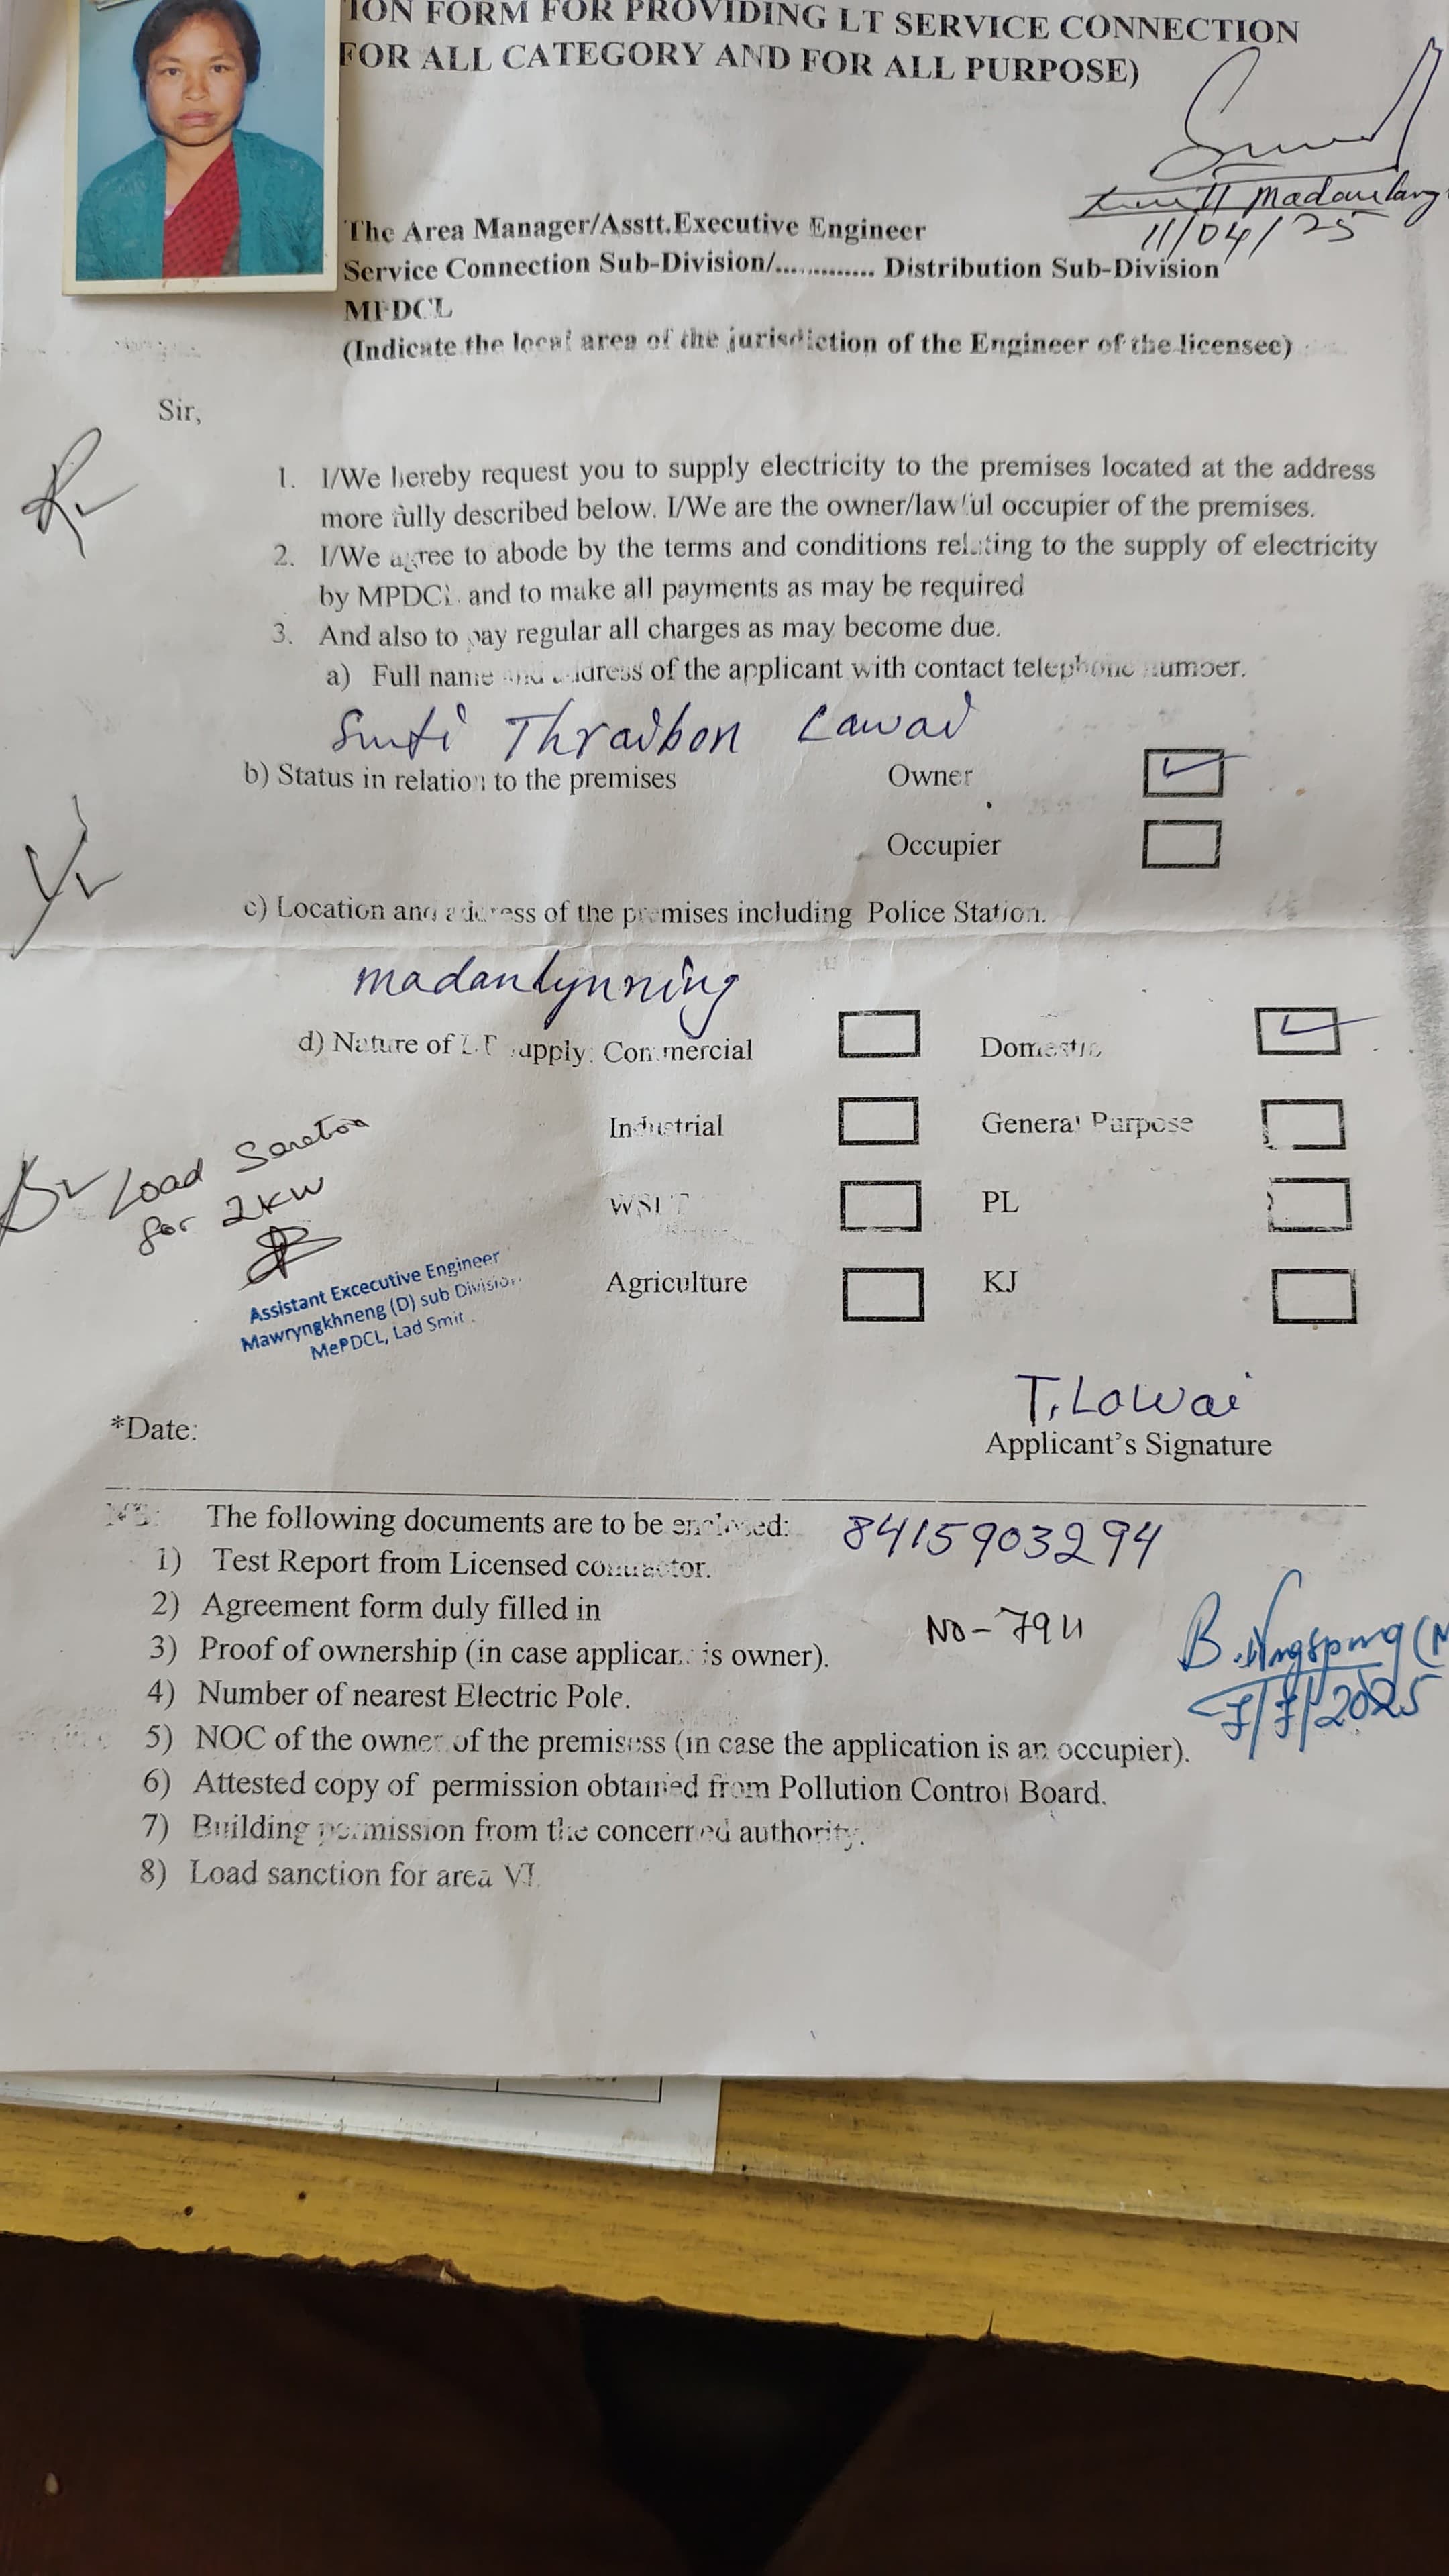 ION FORM FOR PROVIDING LT SERVICE CONNECTION
FOR ALL CATEGORY AND FOR ALL PURPOSE)
11/04/25
The Area Manager/Asstt.Executive Engineer
Service Connection Sub-Division/............. Distribution Sub-Division
MPDCL
(Indicate the local area of the jurisdiction of the Engineer of the licensee)
Sir,
1. I/We hereby request you to supply electricity to the premises located at the address
more fully described below. I/We are the owner/lawful occupier of the premises.
2. I/We agree to abode by the terms and conditions relating to the supply of electricity
by MPDCL and to make all payments as may be required
3. And also to pay regular all charges as may become due.
a) Full name and address of the applicant with contact telephone number.
Smti Thraibon Lawai
b) Status in relation to the premises Owner
Occupier
c) Location and address of the premises including Police Station.
madanlynring
d) Nature of L.T supply: Commercial Domestic
Industrial General Purpose
Load Sanction
for 2KW
PL
Agriculture KJ
Assistant Excecutive Engineer
Mawryngkhneng (D) sub Division
MePDCL, Lad Smit.
T. Lawai
*Date: Applicant's Signature
NB: The following documents are to be enclosed: 8415903294
1) Test Report from Licensed contractor.
2) Agreement form duly filled in
No-794
3) Proof of ownership (in case applicant is owner).
7/7/2025
4) Number of nearest Electric Pole.
5) NOC of the owner of the premisess (in case the application is an occupier).
6) Attested copy of permission obtained from Pollution Control Board.
7) Building permission from the concerned authority.
8) Load sanction for area VI.